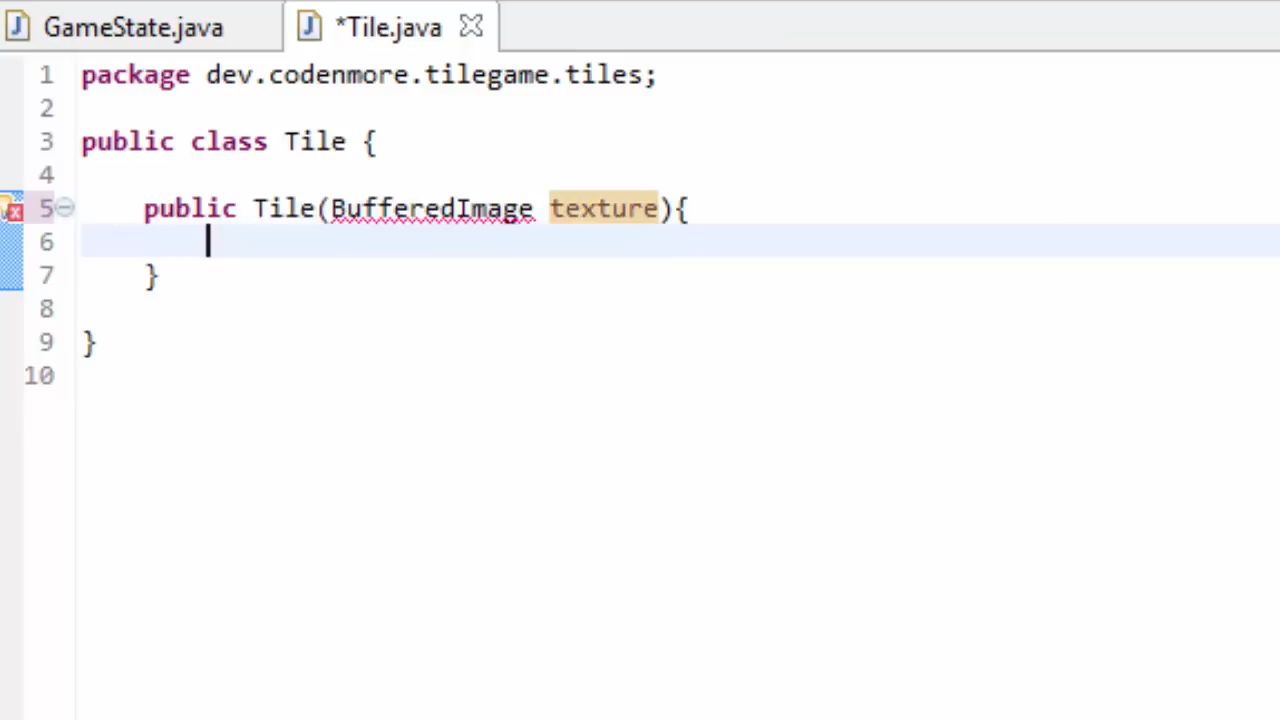 GameState.java *Tile.java
1 package dev.codenmore.tilegame.tiles;
2
3 public class Tile {
4
5 public Tile(BufferedImage texture){
6
7 }
8
9 }
10